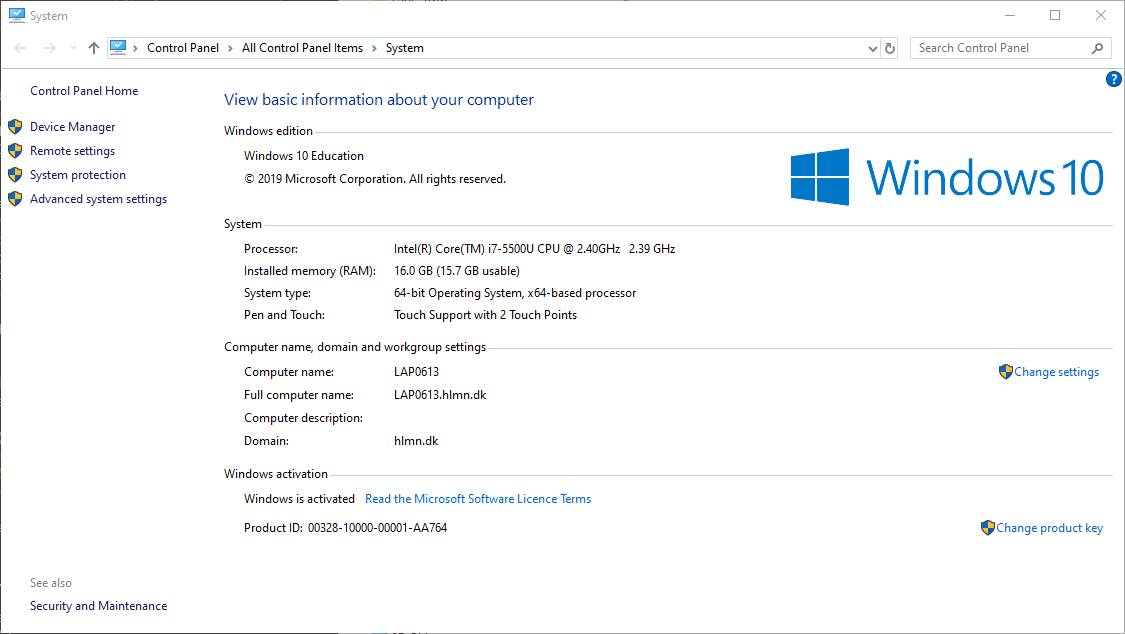 System
Control Panel > All Control Panel Items > System
Search Control Panel
?
Control Panel Home
Device Manager
Remote settings
System protection
Advanced system settings
View basic information about your computer
Windows edition
Windows 10 Education
© 2019 Microsoft Corporation. All rights reserved.
Windows 10
System
Processor: Intel(R) Core(TM) i7-5500U CPU @ 2.40GHz 2.39 GHz
Installed memory (RAM): 16.0 GB (15.7 GB usable)
System type: 64-bit Operating System, x64-based processor
Pen and Touch: Touch Support with 2 Touch Points
Computer name, domain and workgroup settings
Computer name: LAP0613
Change settings
Full computer name: LAP0613.hlmn.dk
Computer description:
Domain: hlmn.dk
Windows activation
Windows is activated Read the Microsoft Software Licence Terms
Product ID: 00328-10000-00001-AA764
Change product key
See also
Security and Maintenance